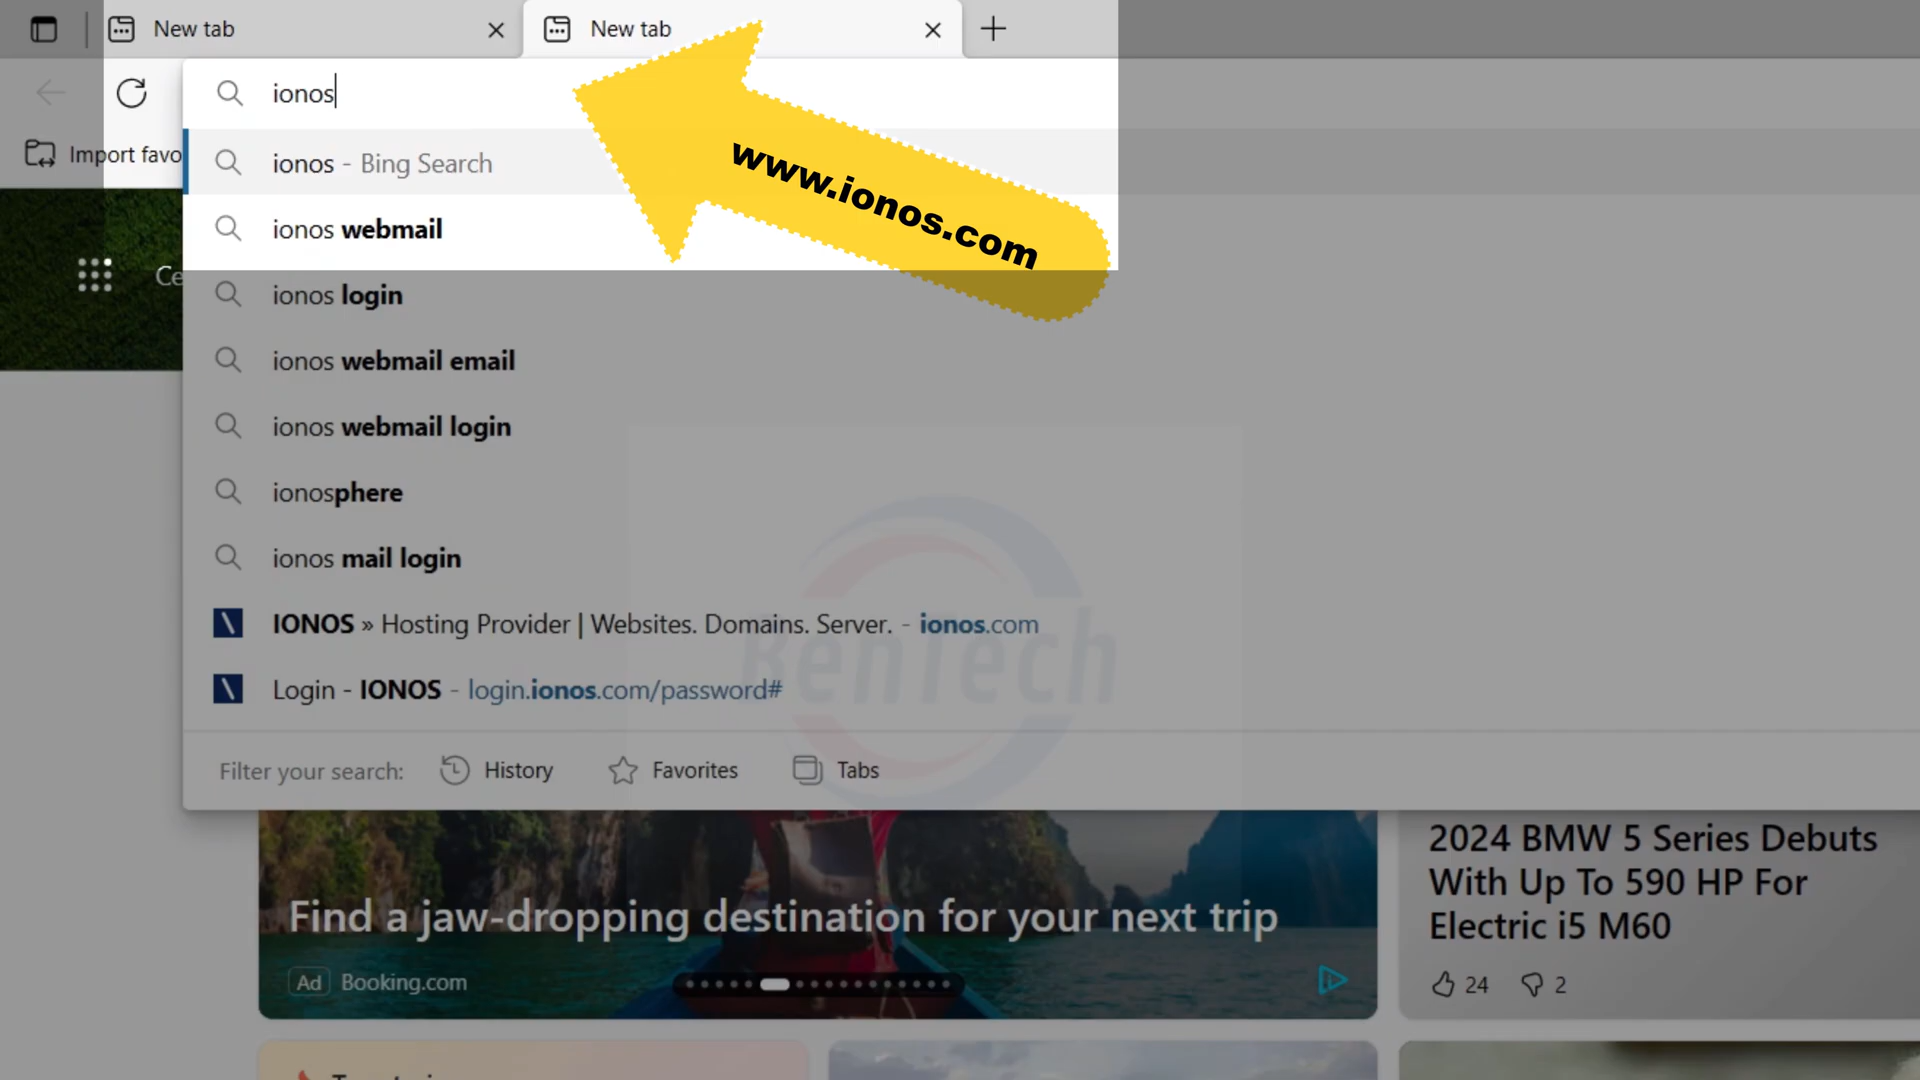 New tab
New tab
ionos
Import favo
ionos - Bing Search
www.ionos.com
ionos webmail
Ce
ionos login
ionos webmail email
ionos webmail login
ionosphere
ionos mail login
IONOS » Hosting Provider | Websites. Domains. Server. - ionos.com
Login - IONOS - login.ionos.com/password#
BenTech
Filter your search: History Favorites Tabs
Find a jaw-dropping destination for your next trip
Ad Booking.com
2024 BMW 5 Series Debuts
With Up To 590 HP For
Electric i5 M60
24 2